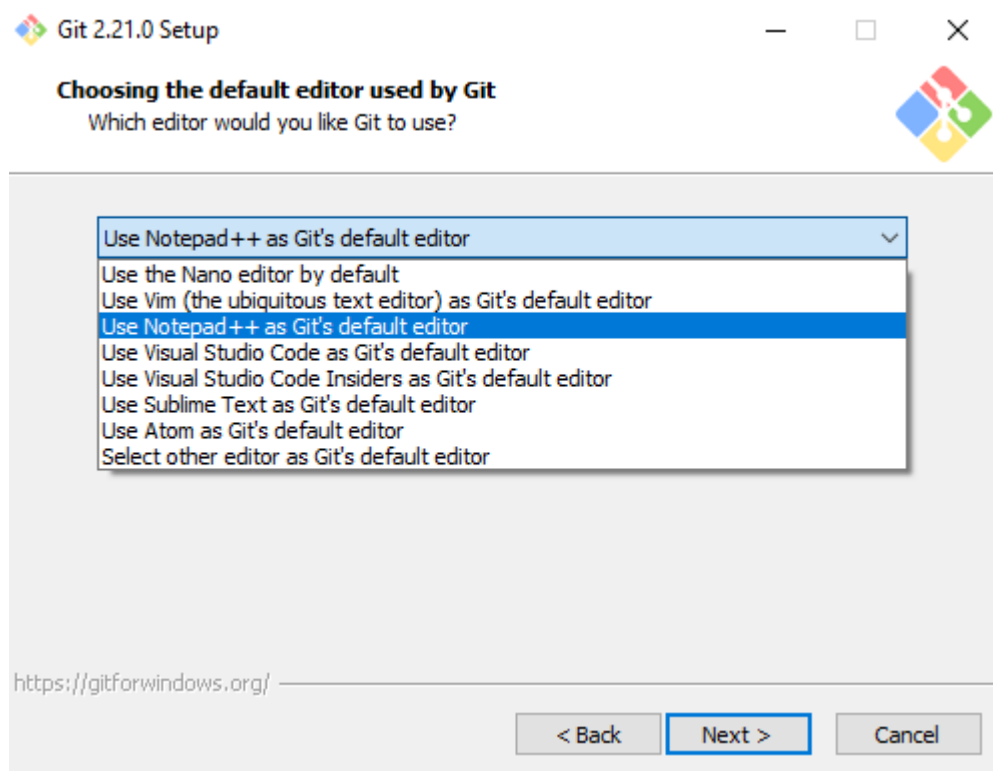 Git 2.21.0 Setup
Choosing the default editor used by Git
Which editor would you like Git to use?
Use Notepad++ as Git's default editor
Use the Nano editor by default
Use Vim (the ubiquitous text editor) as Git's default editor
Use Notepad++ as Git's default editor
Use Visual Studio Code as Git's default editor
Use Visual Studio Code Insiders as Git's default editor
Use Sublime Text as Git's default editor
Use Atom as Git's default editor
Select other editor as Git's default editor
https://gitforwindows.org/
< Back Next > Cancel